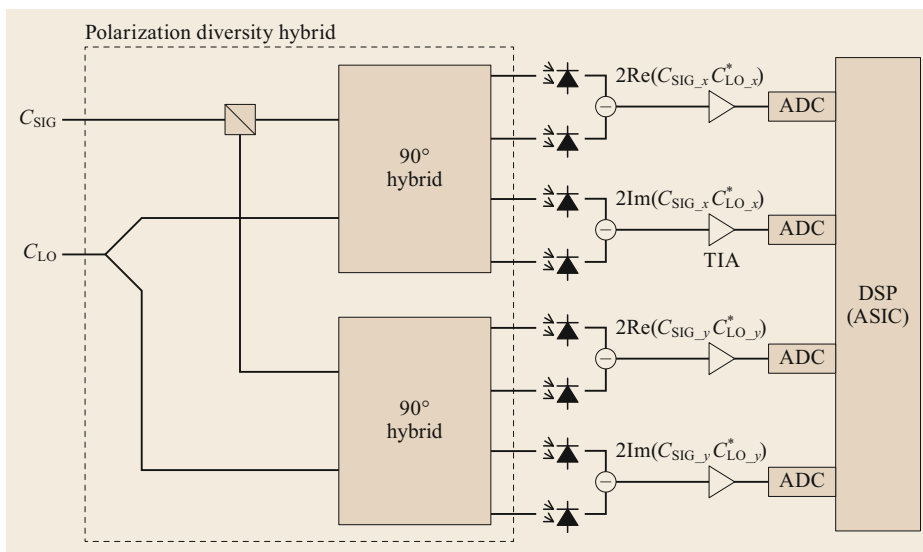 Polarization diversity hybrid
C_SIG
C_LO
90°
hybrid
90°
hybrid
2Re(C_SIG_x C*_LO_x)
2Im(C_SIG_x C*_LO_x)
TIA
2Re(C_SIG_y C*_LO_y)
2Im(C_SIG_y C*_LO_y)
ADC
ADC
ADC
ADC
DSP
(ASIC)